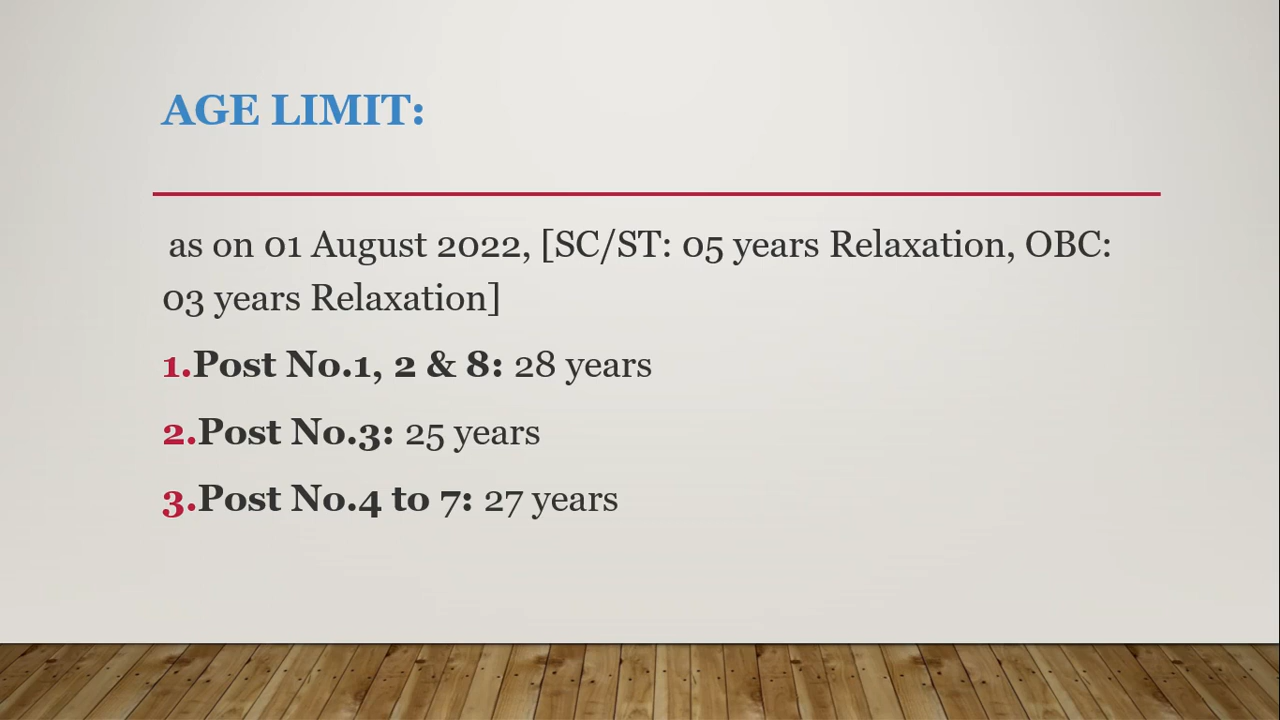 AGE LIMIT:
as on 01 August 2022, [SC/ST: 05 years Relaxation, OBC:
03 years Relaxation]
1.Post No.1, 2 & 8: 28 years
2.Post No.3: 25 years
3.Post No.4 to 7: 27 years